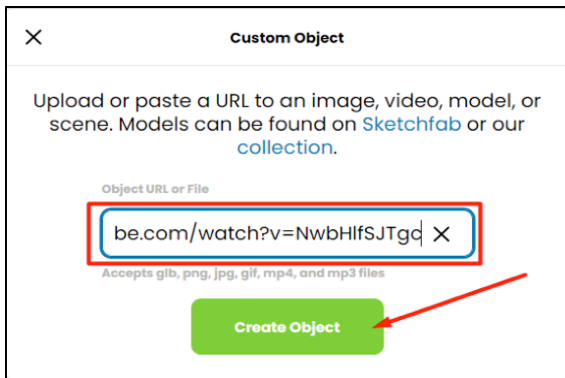 Custom Object
Upload or paste a URL to an image, video, model, or
scene. Models can be found on Sketchfab or our
collection.
Object URL or File
be.com/watch?v=NwbHlfSJTgc
Accepts glb, png, jpg, gif, mp4, and mp3 files
Create Object